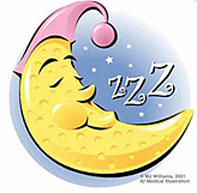 zzZ
© MJ Williams, 2001
MJ Medical Illustration